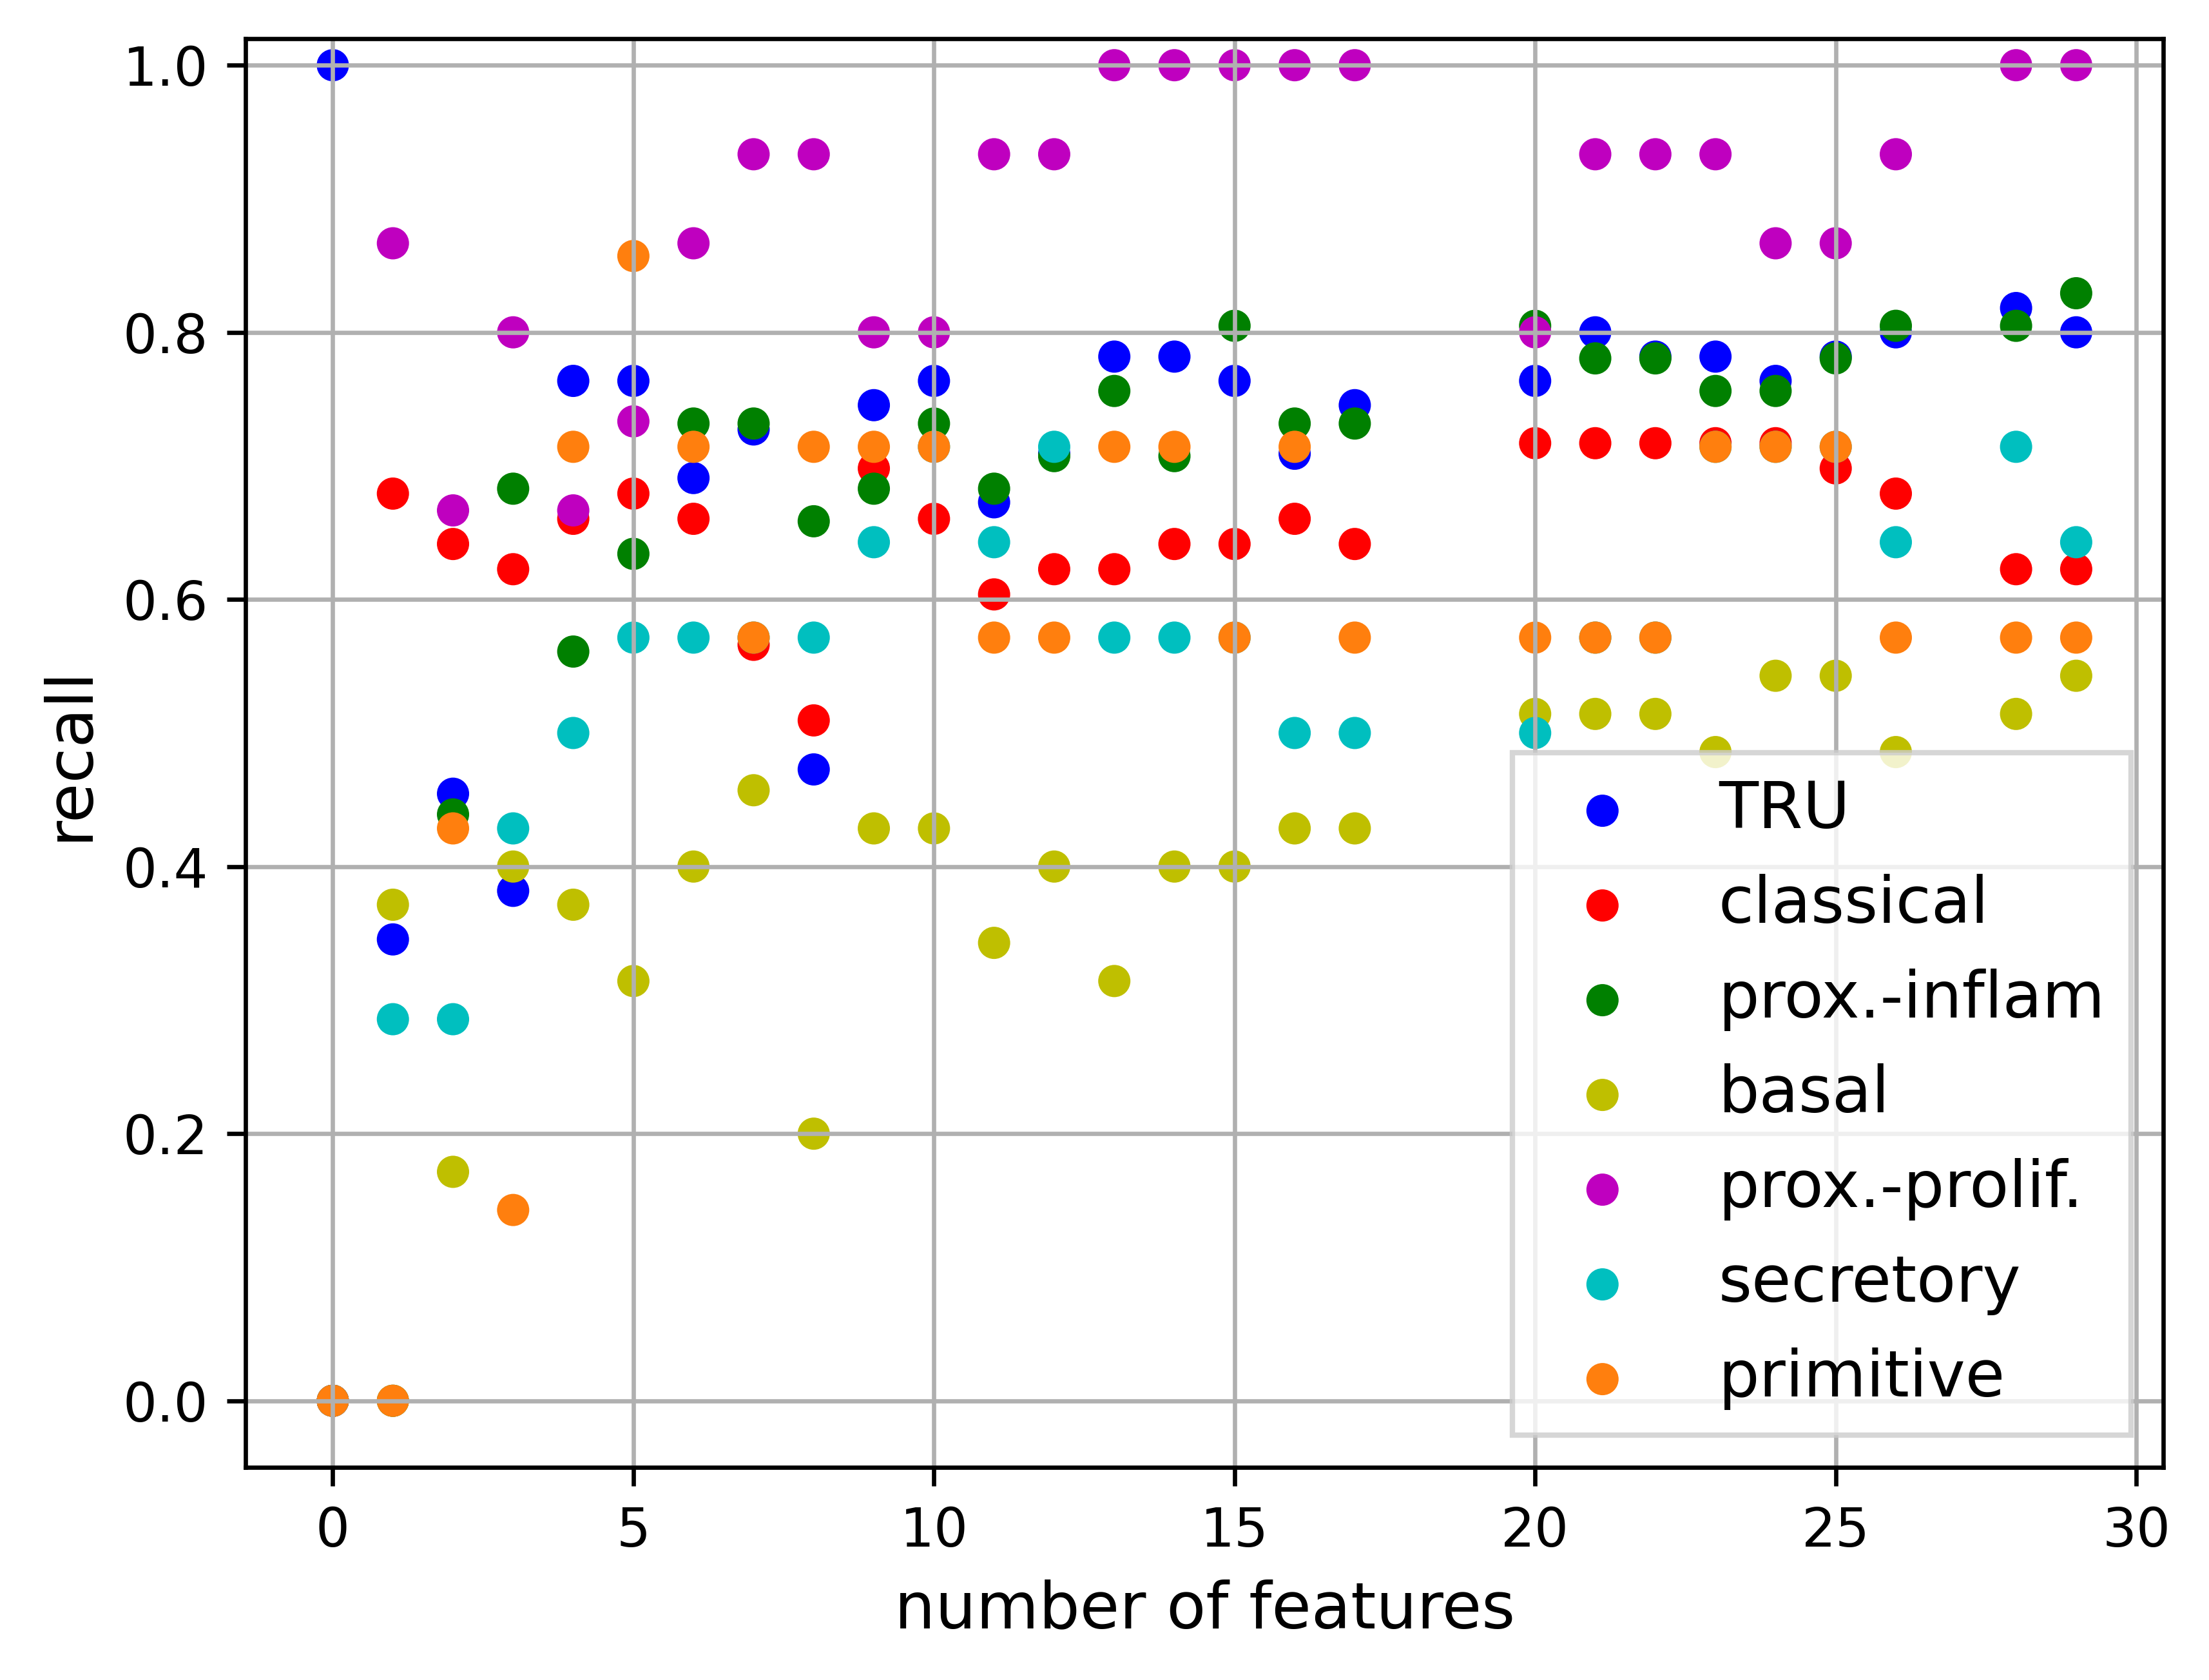 1.0
0.8
0.6
0.4
0.2
0.0
recall
TRU
classical
prox.-inflam
basal
prox.-prolif.
secretory
primitive
0 5 10 15 20 25 30
number of features